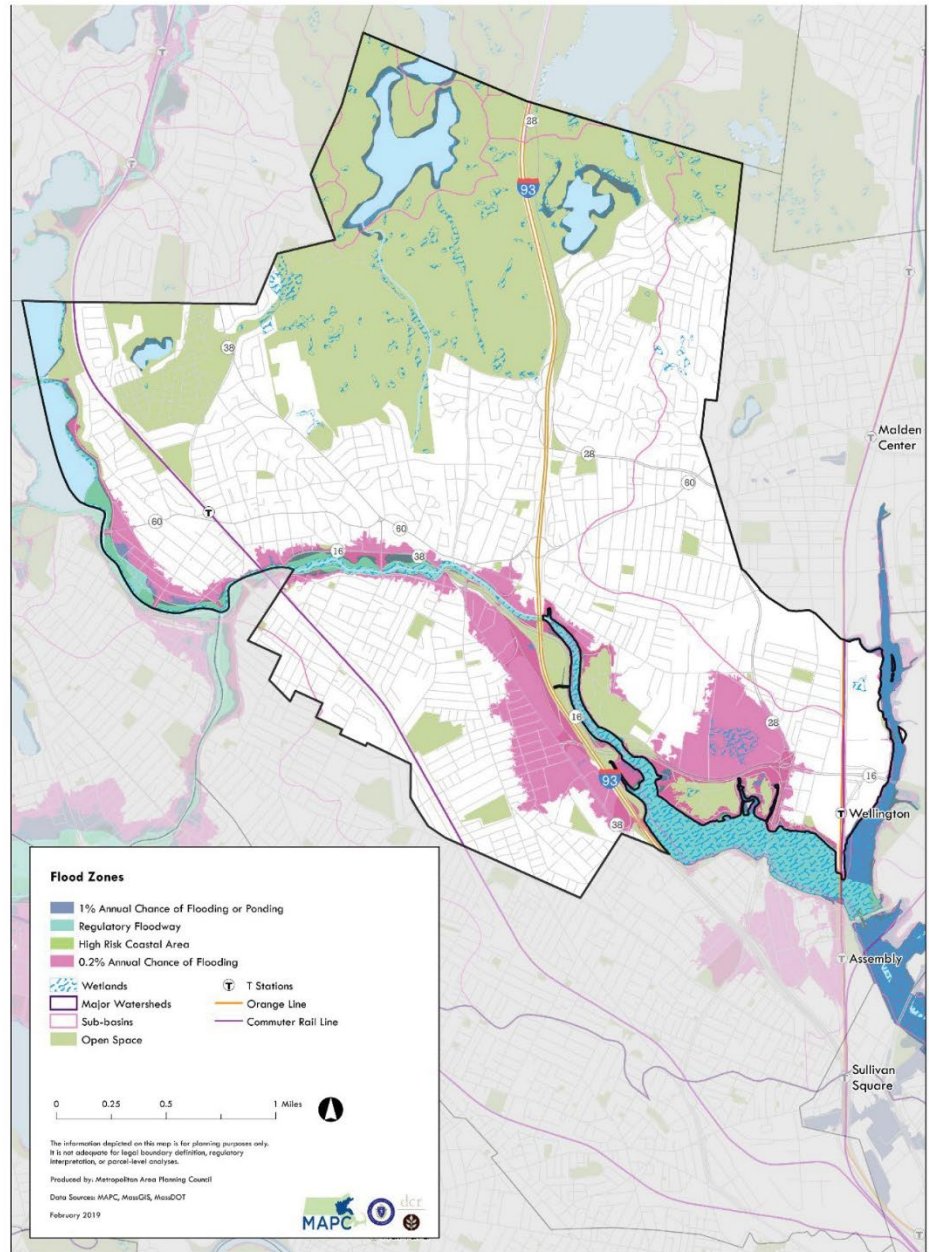 28
93
38
Malden
Center
28
60
T
60
60
16
38
16
28
16
93
T Wellington
38
Flood Zones
1% Annual Chance of Flooding or Ponding
Regulatory Floodway
High Risk Coastal Area
0.2% Annual Chance of Flooding
Wetlands
T T Stations
Major Watersheds
Orange Line
Sub-basins
Commuter Rail Line
Open Space
T Assembly
Sullivan
Square
0 0.25 0.5 1 Miles
The information depicted on this map is for planning purposes only.
It is not adequate for legal boundary definition, regulatory
interpretation, or parcel-level analyses.
Produced by: Metropolitan Area Planning Council
Data Sources: MAPC, MassGIS, MassDOT
February 2019
MAPC
dcr